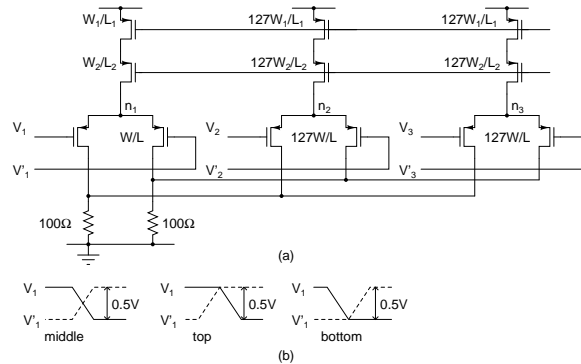 W1/L1 127W1/L1 127W1/L1
W2/L2 127W2/L2 127W2/L2
n1 n2 n3
V1 W/L V2 127W/L V3 127W/L
V'1 V'2 V'3
100Ω 100Ω
(a)
V1 0.5V V1 0.5V V1 0.5V
V'1 V'1 V'1
middle top bottom
(b)